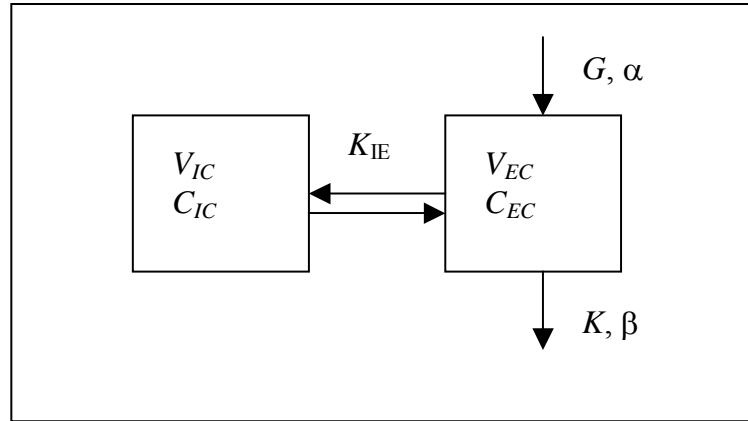 G, α
K_IE
V_IC
C_IC
V_EC
C_EC
K, β